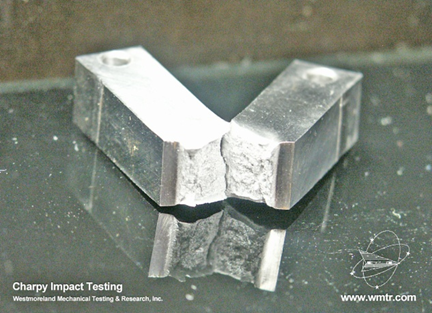 Charpy Impact Testing
Westmoreland Mechanical Testing & Research, Inc.
www.wmtr.com